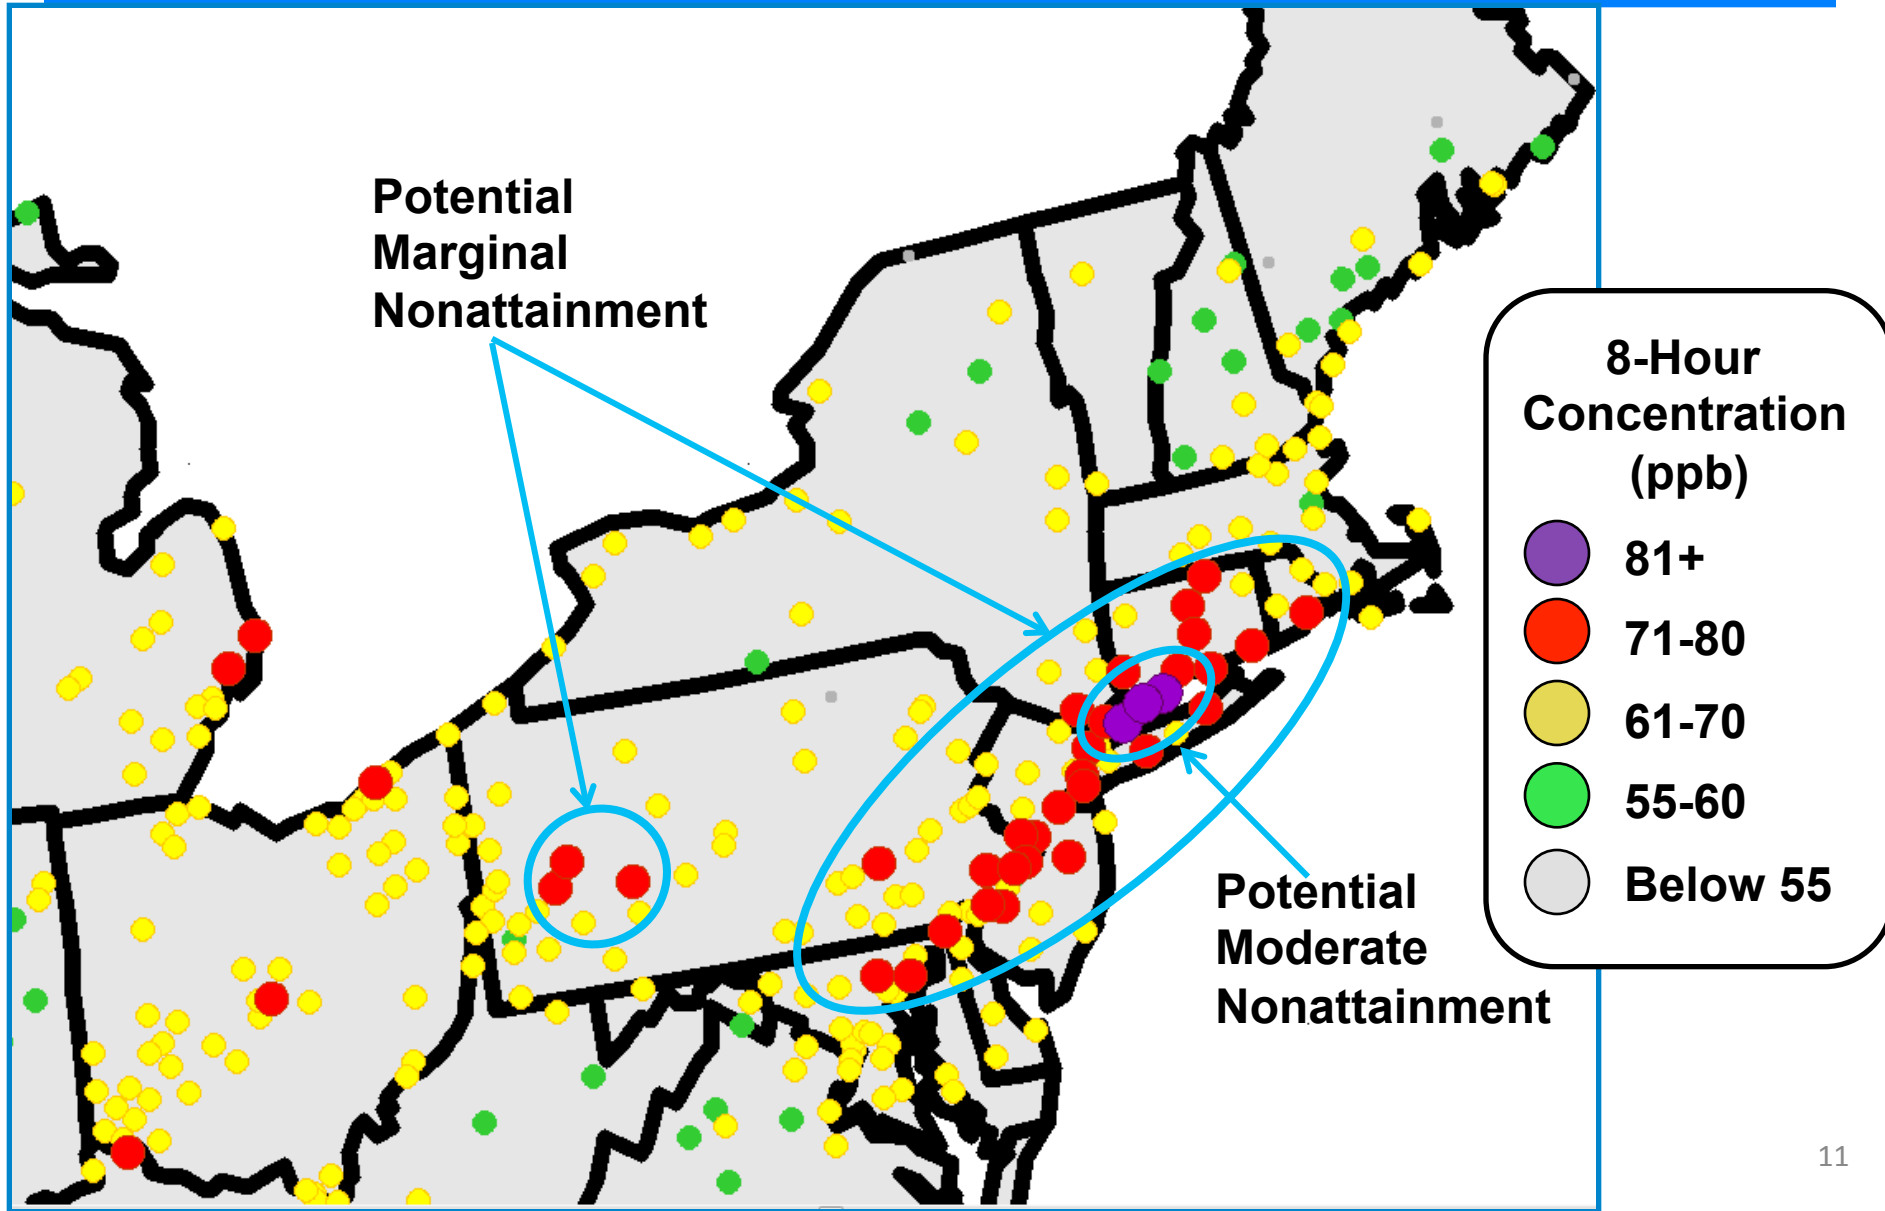 Potential
Marginal
Nonattainment
8-Hour
Concentration
(ppb)
81+
71-80
61-70
55-60
Below 55
Potential
Moderate
Nonattainment
11